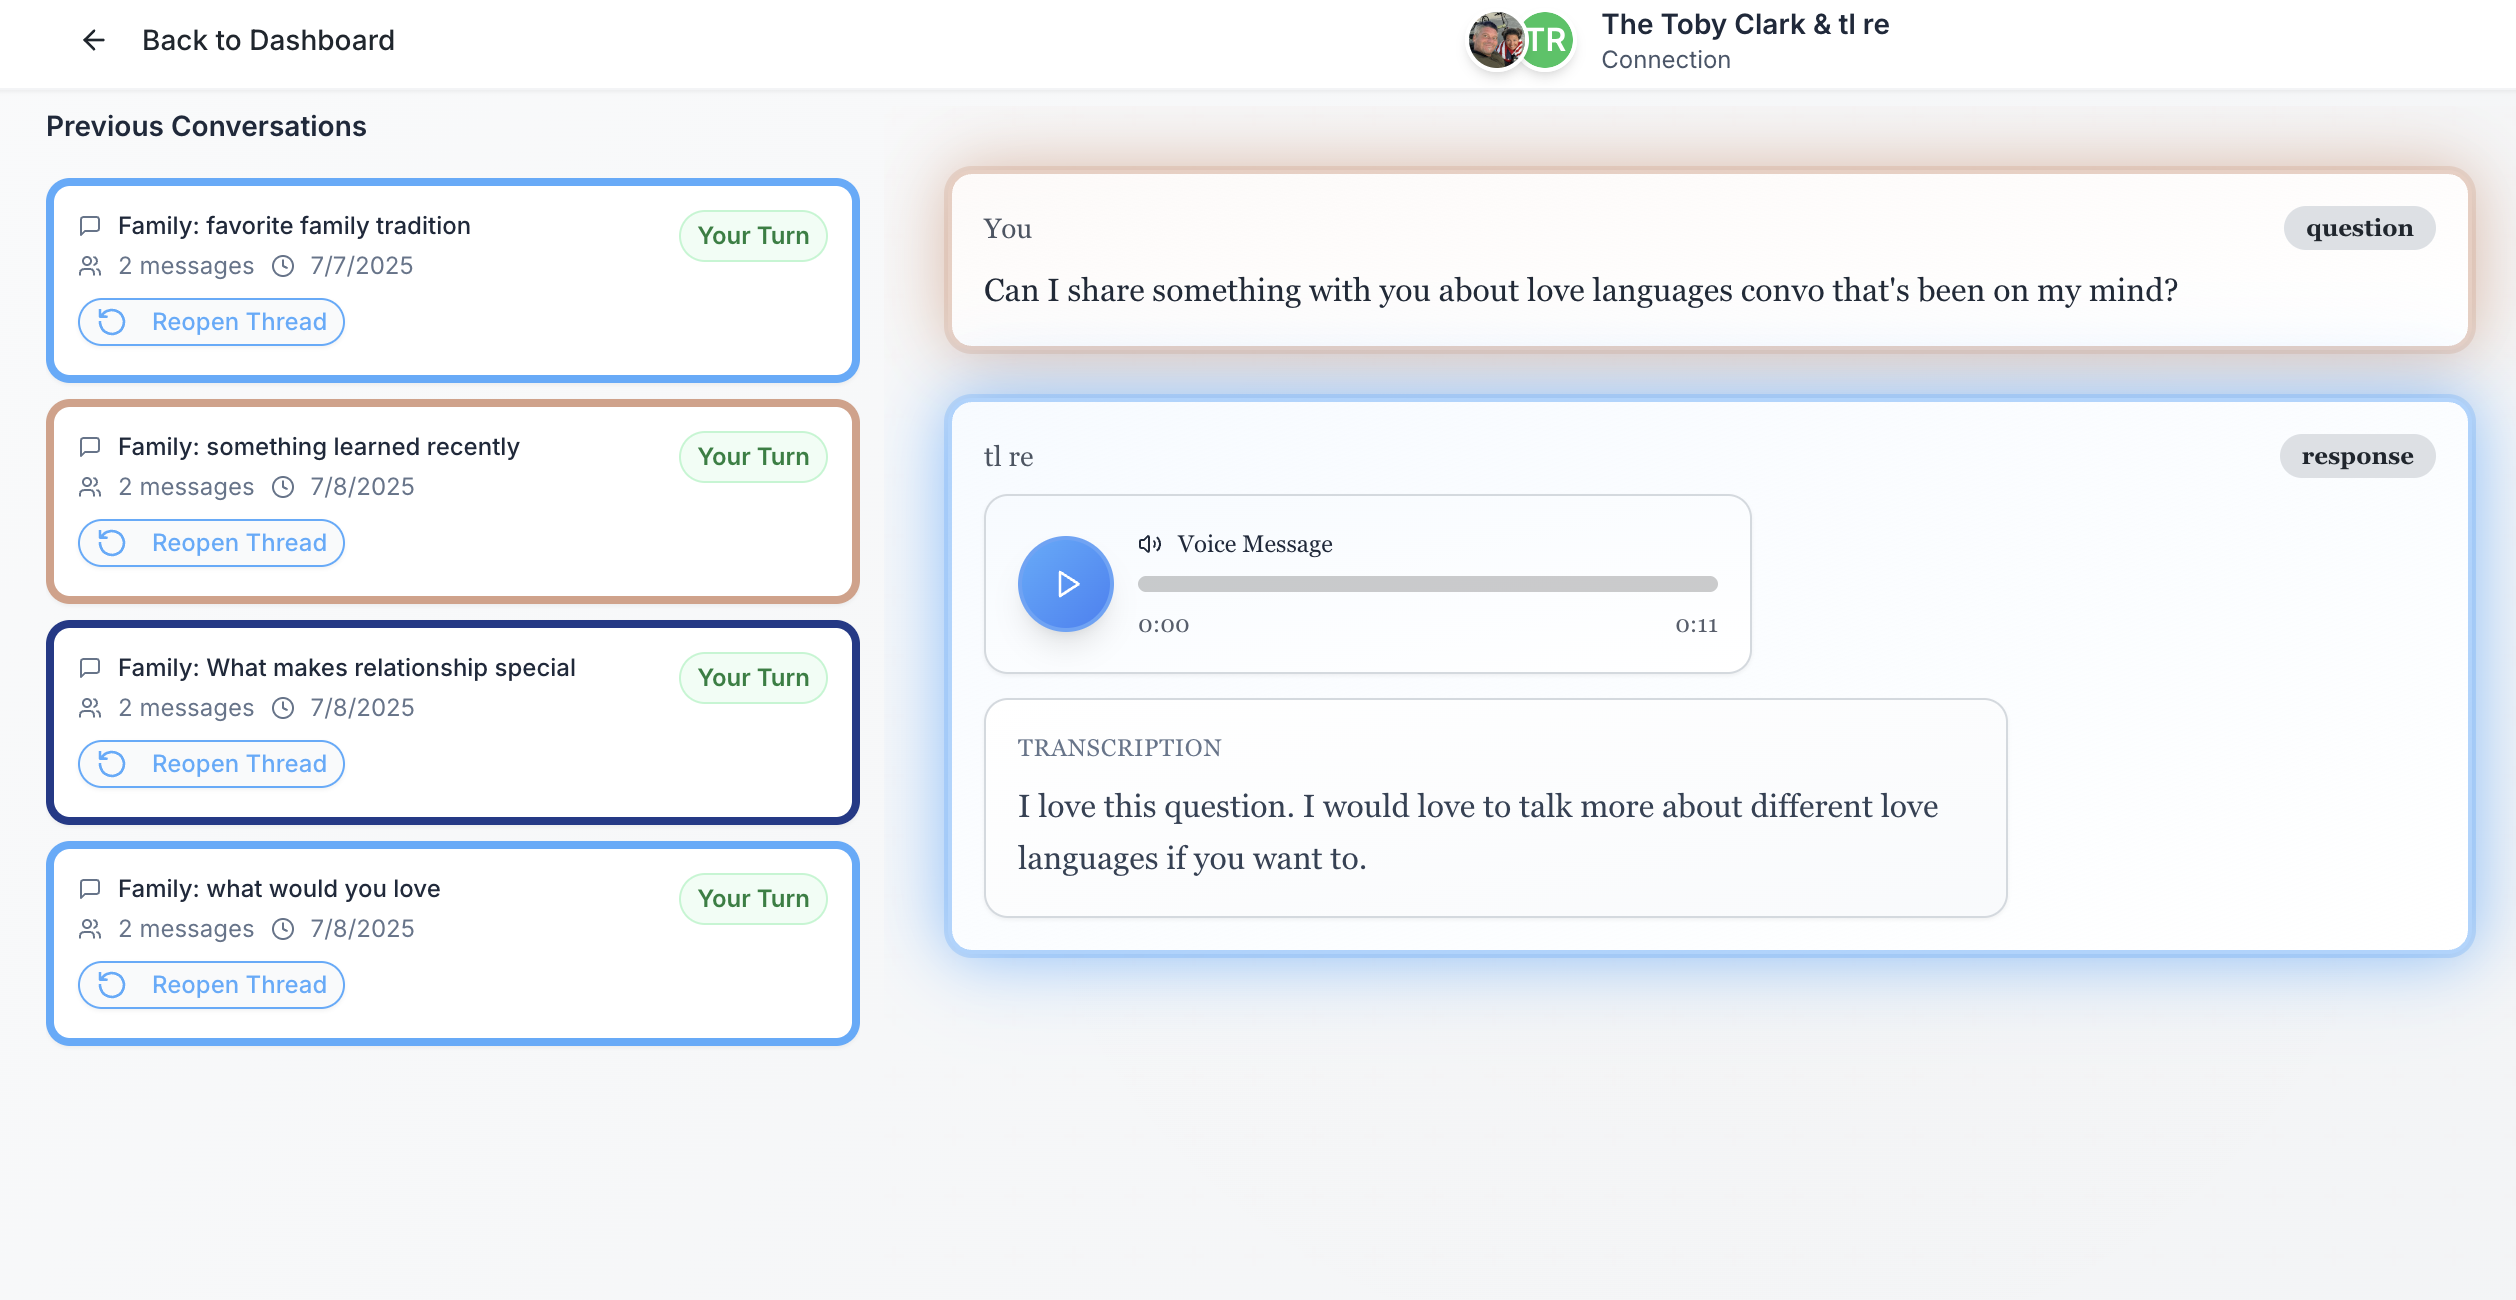 Back to Dashboard
TR
The Toby Clark & tl re
Connection
Previous Conversations
Family: favorite family tradition
Your Turn
2 messages 7/7/2025
Reopen Thread
Family: something learned recently
Your Turn
2 messages 7/8/2025
Reopen Thread
Family: What makes relationship special
Your Turn
2 messages 7/8/2025
Reopen Thread
Family: what would you love
Your Turn
2 messages 7/8/2025
Reopen Thread
You
question
Can I share something with you about love languages convo that's been on my mind?
tl re
response
Voice Message
0:00 0:11
TRANSCRIPTION
I love this question. I would love to talk more about different love
languages if you want to.